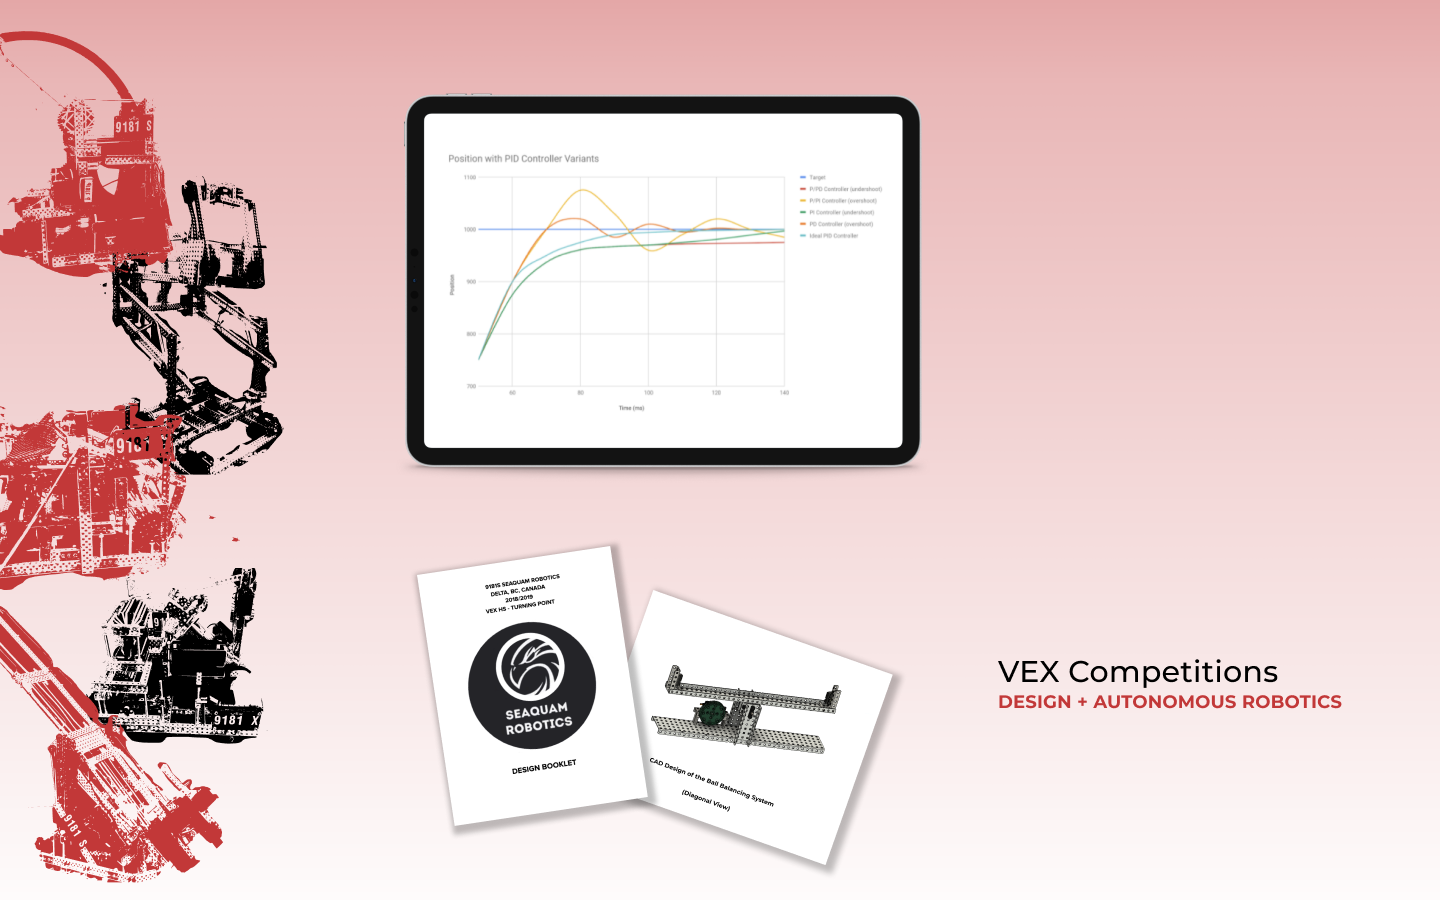 9181 S
9181
9181 X
9181 S
Position with PID Controller Variants
1100
1000
900
800
700
60
80
100
120
140
Position
Time (ms)
Target
P/PD Controller (undershoot)
P/PI Controller (overshoot)
PI Controller (undershoot)
PD Controller (overshoot)
Ideal PID Controller
9181S SEAQUAM ROBOTICS
DELTA, BC, CANADA
2018/2019
VEX HS - TURNING POINT
SEAQUAM
ROBOTICS
DESIGN BOOKLET
CAD Design of the Ball Balancing System
(Diagonal View)
VEX Competitions
DESIGN + AUTONOMOUS ROBOTICS